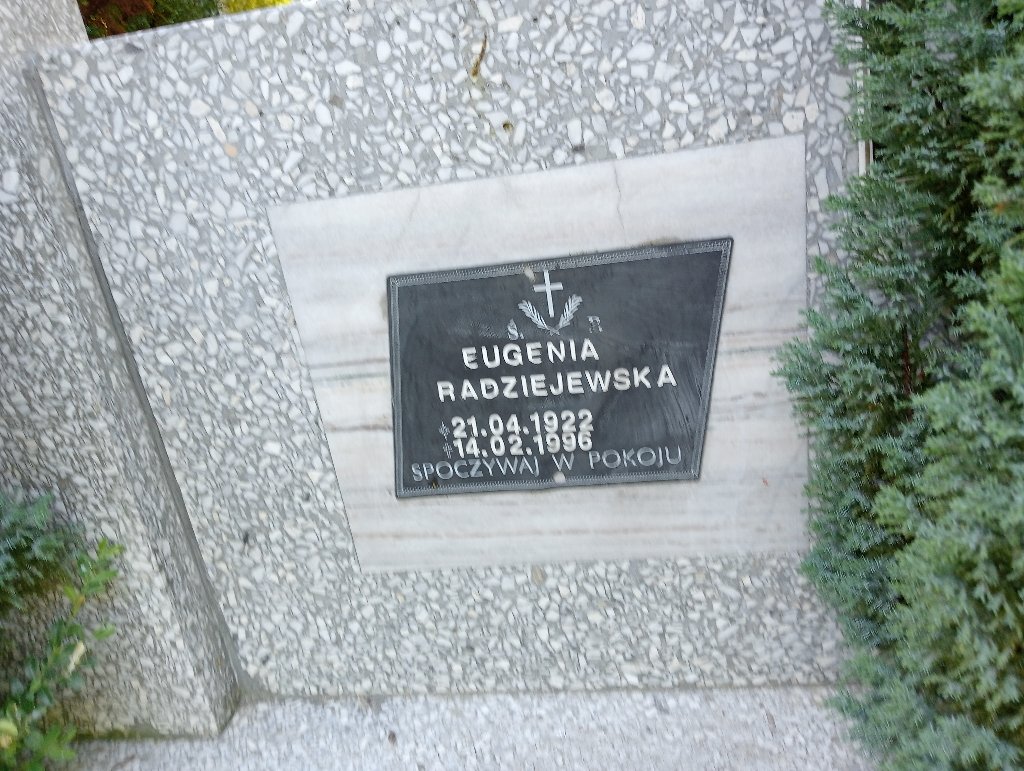 Ś. P.
EUGENIA
RADZIEJEWSKA
21.04.1922
14.02.1996
SPOCZYWAJ W POKOJU